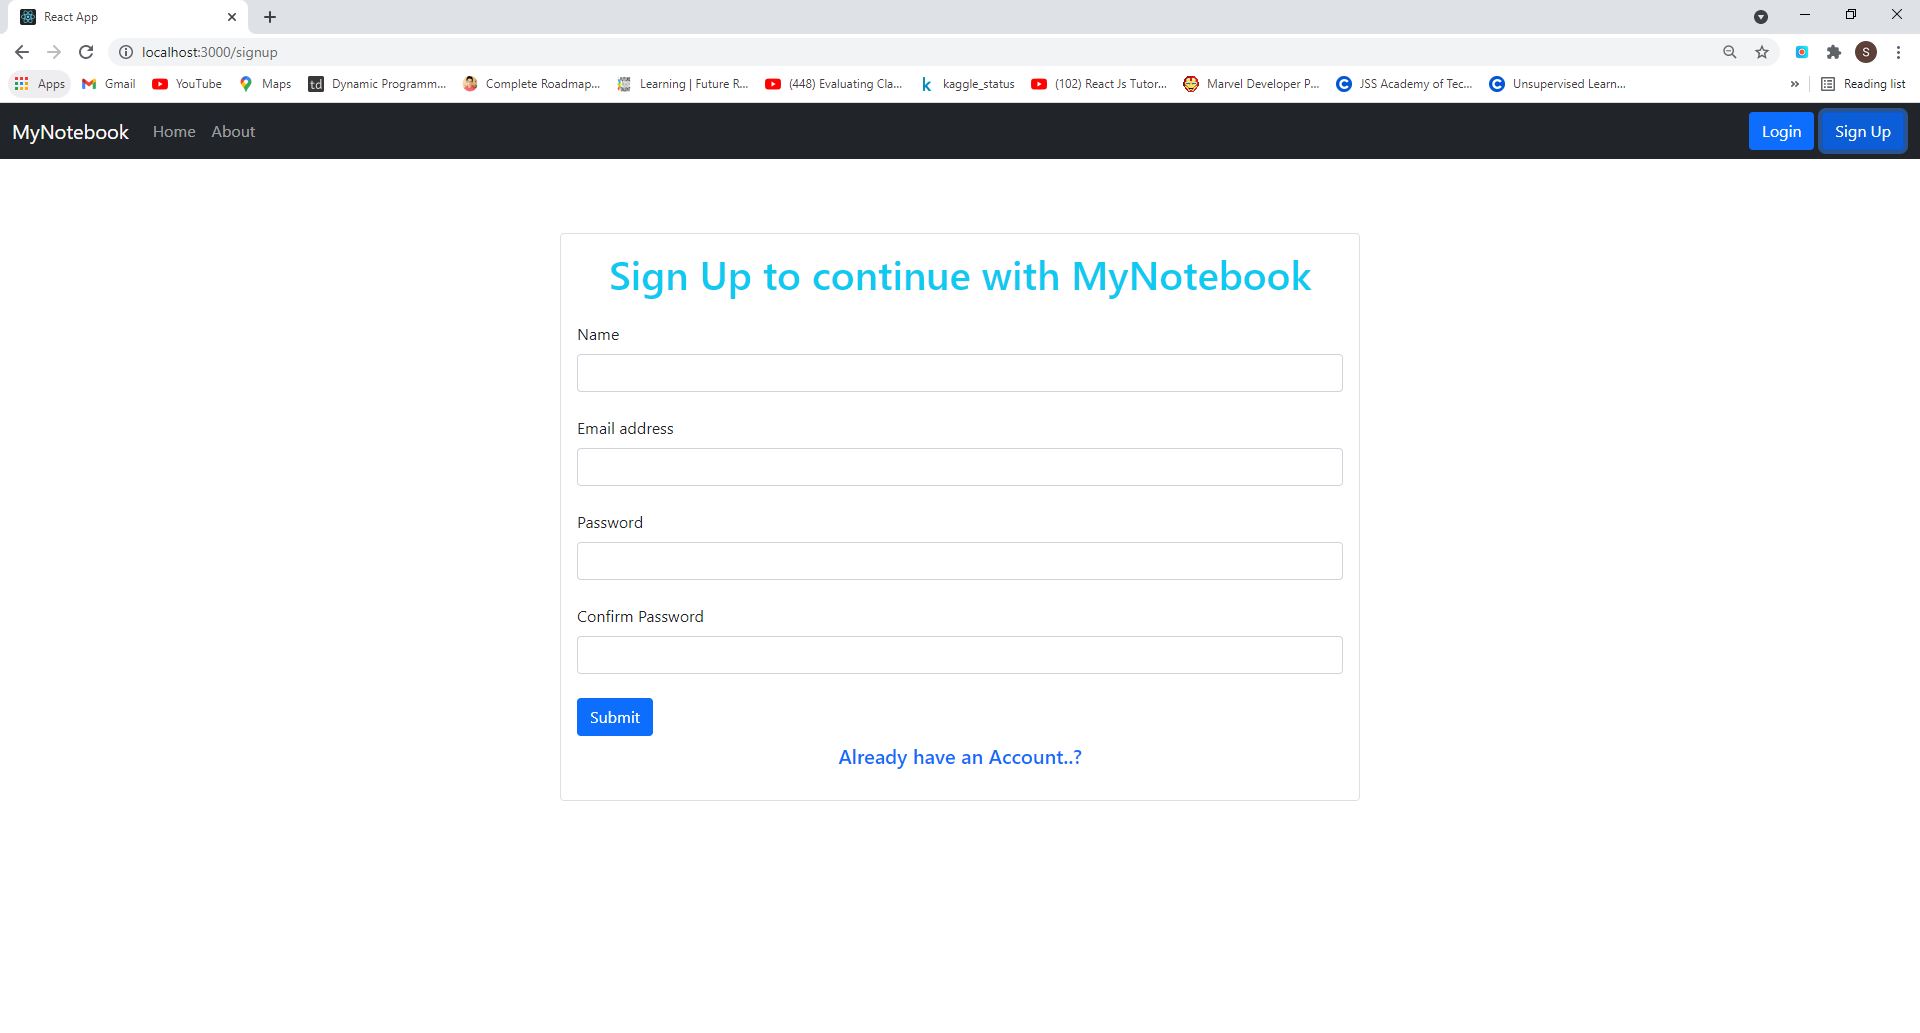 React App
localhost:3000/signup
Apps Gmail YouTube Maps td Dynamic Programm... Complete Roadmap... Learning | Future R... (448) Evaluating Cla... k kaggle_status (102) React Js Tutor... Marvel Developer P... JSS Academy of Tec... Unsupervised Learn... » Reading list
S
MyNotebook Home About Login Sign Up
Sign Up to continue with MyNotebook
Name
Email address
Password
Confirm Password
Submit
Already have an Account..?